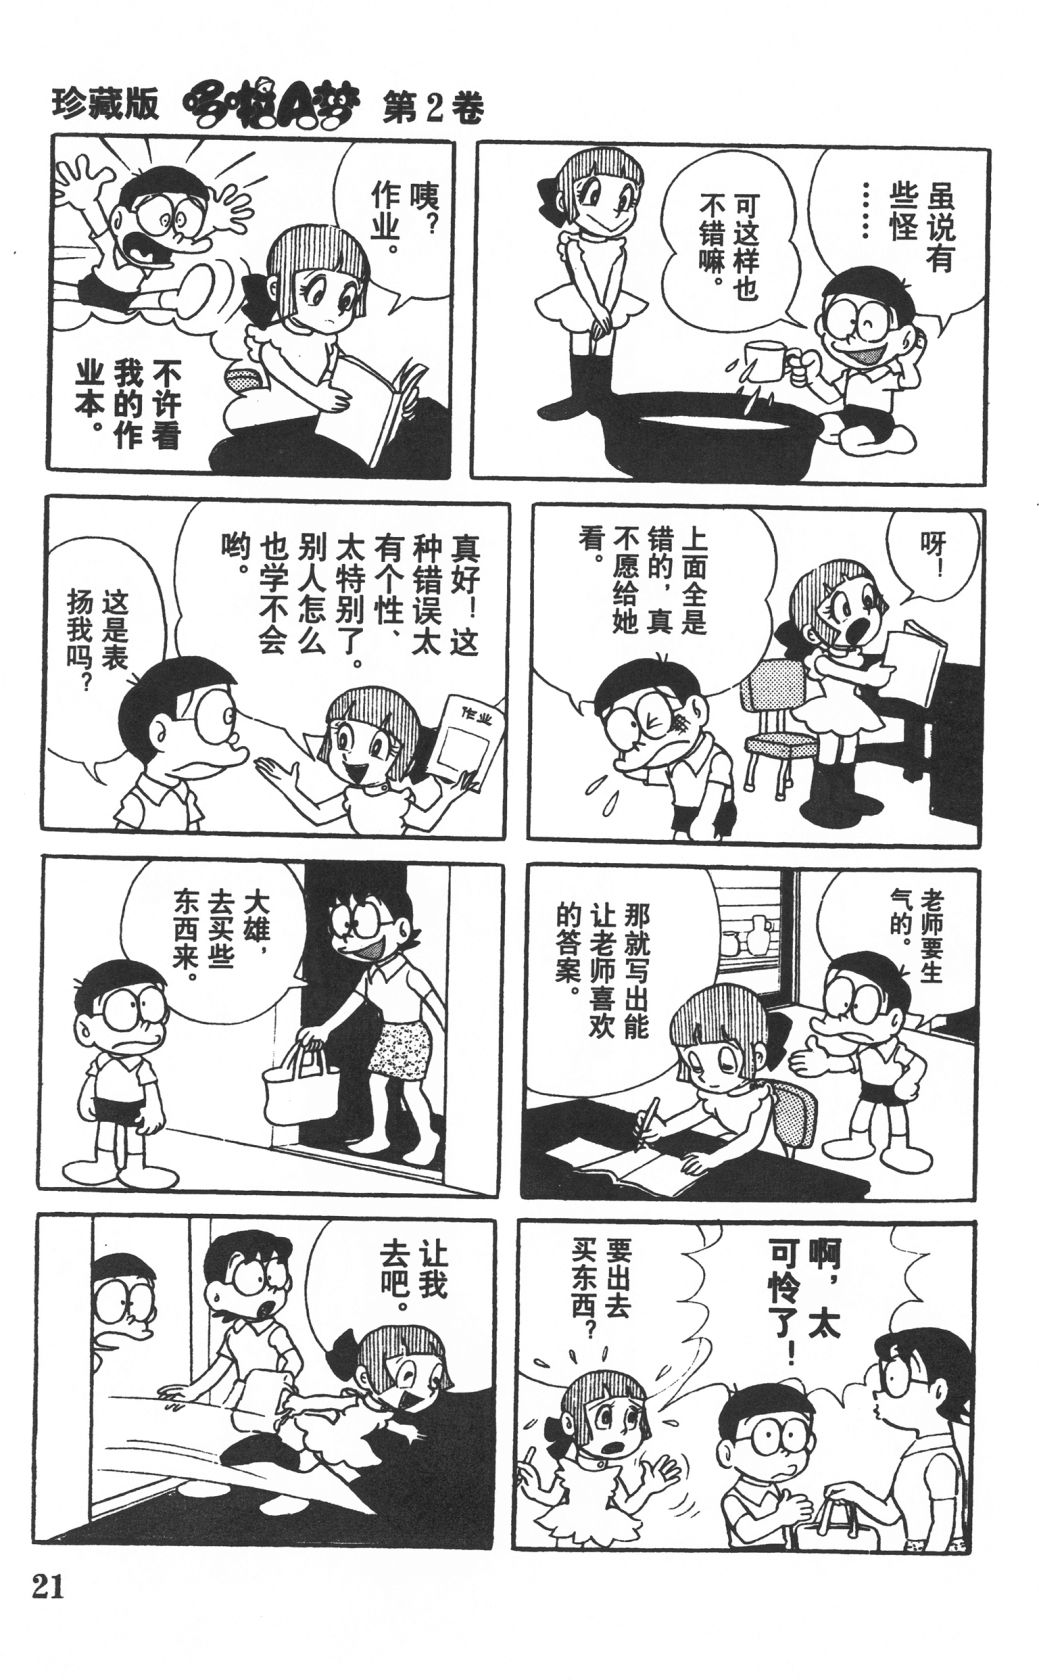 珍藏版 哆啦A梦 第2卷
虽说有
些怪
……
可这样也
不错嘛。
咦?
作业。
不许看
我的作
业本。
呀!
上面全是
错的，真
不愿给她
看。
真好！这
种错误太
有个性、
太特别了。
别人怎么
也学不会
哟。
作业
这是表
扬我吗?
老师要生
气的。
那就写出能
让老师喜欢
的答案。
大雄，
去买些
东西来。
啊，太
可怜了!
要出去
买东西?
让我
去吧。
21